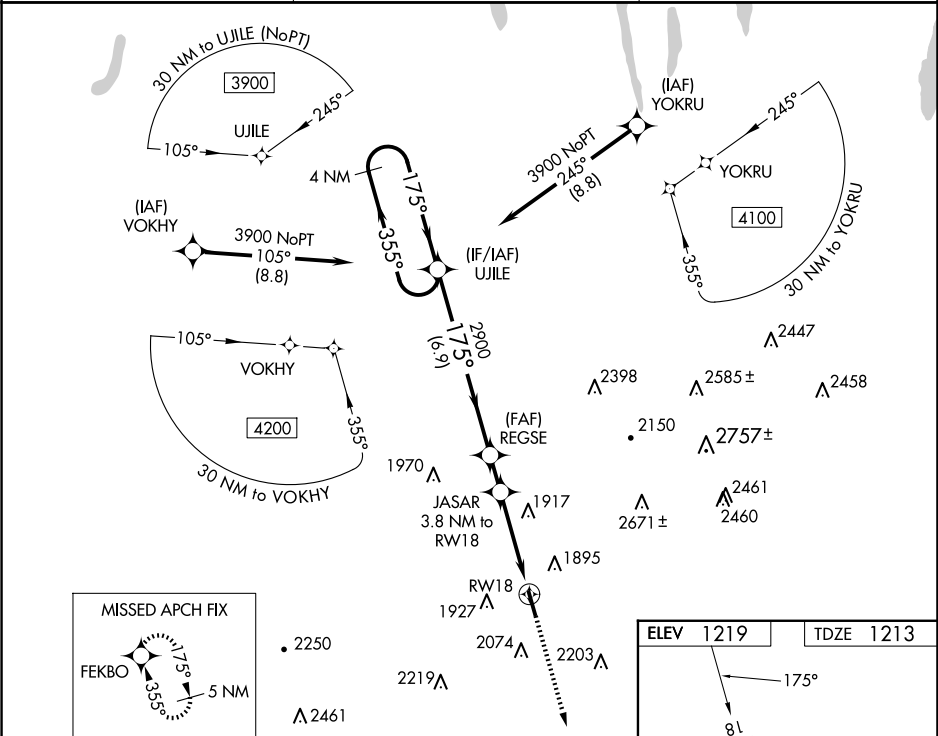 30 NM to UJILE (NoPT)
3900
245°
UJILE
105°
(IAF)
YOKRU
3900 NoPT
245°
(8.8)
245°
YOKRU
4100
355°
30 NM to YOKRU
4 NM
175°
355°
(IAF)
VOKHY
3900 NoPT
105°
(8.8)
(IF/IAF)
UJILE
2900
175°
(6.9)
105°
VOKHY
4200
355°
30 NM to VOKHY
2447
2398
2585 ±
2458
2150
2757 ±
(FAF)
REGSE
1970
JASAR
3.8 NM to
RW18
1917
2671 ±
2461
2460
1895
RW18
1927
2074
2203
2219
2250
2461
MISSED APCH FIX
FEKBO
175°
355°
5 NM
ELEV 1219
TDZE 1213
175°
18